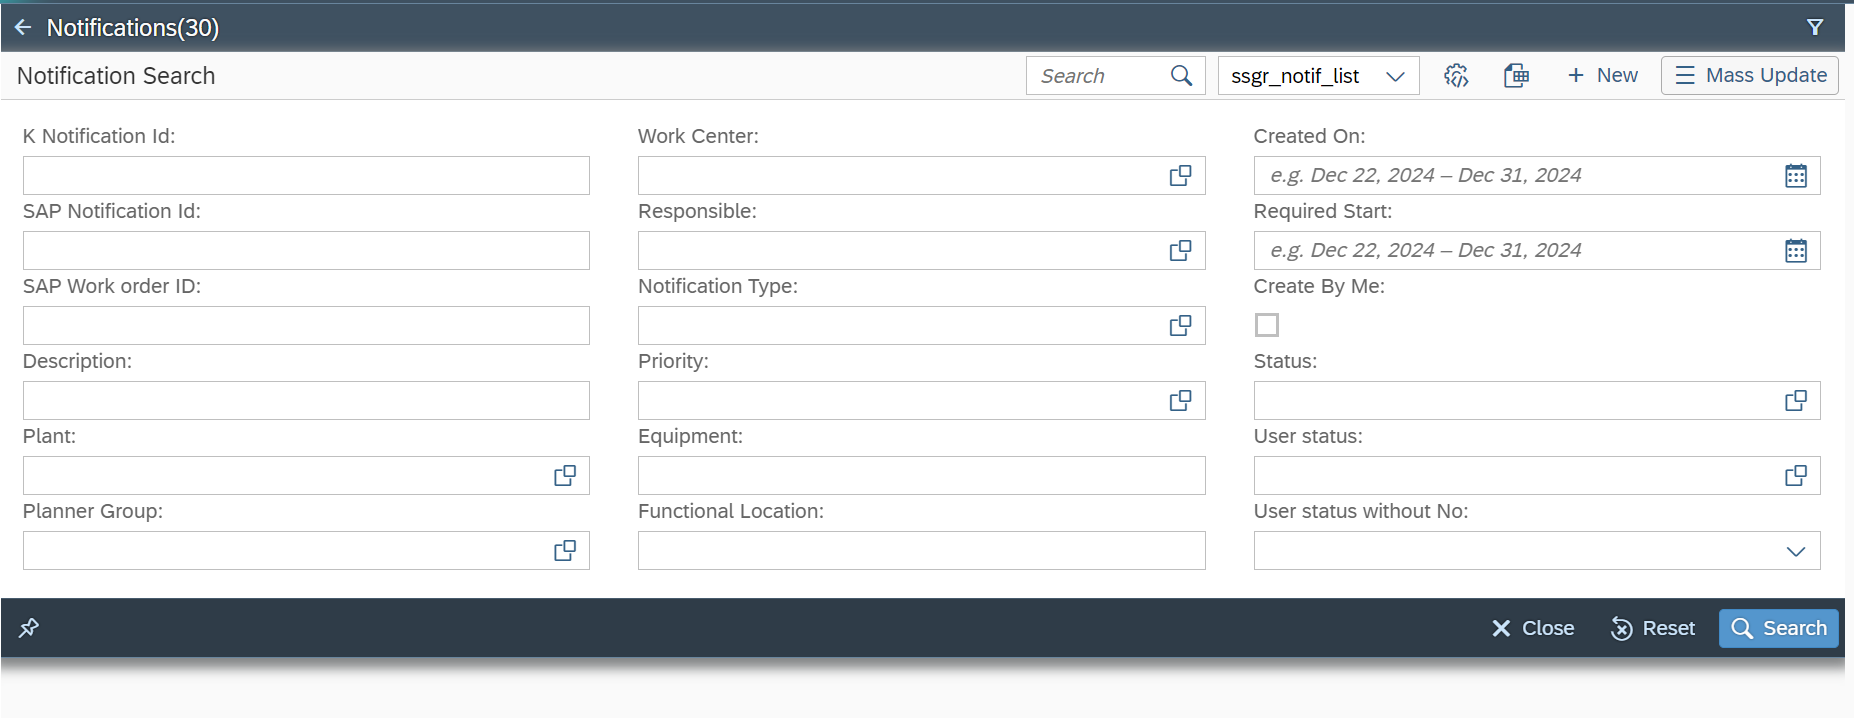 Notifications(30)
Notification Search
Search
ssgr_notif_list
New
Mass Update
K Notification Id:
Work Center:
Created On:
e.g. Dec 22, 2024 – Dec 31, 2024
SAP Notification Id:
Responsible:
Required Start:
e.g. Dec 22, 2024 – Dec 31, 2024
SAP Work order ID:
Notification Type:
Create By Me:
Description:
Priority:
Status:
Plant:
Equipment:
User status:
Planner Group:
Functional Location:
User status without No:
Close
Reset
Search